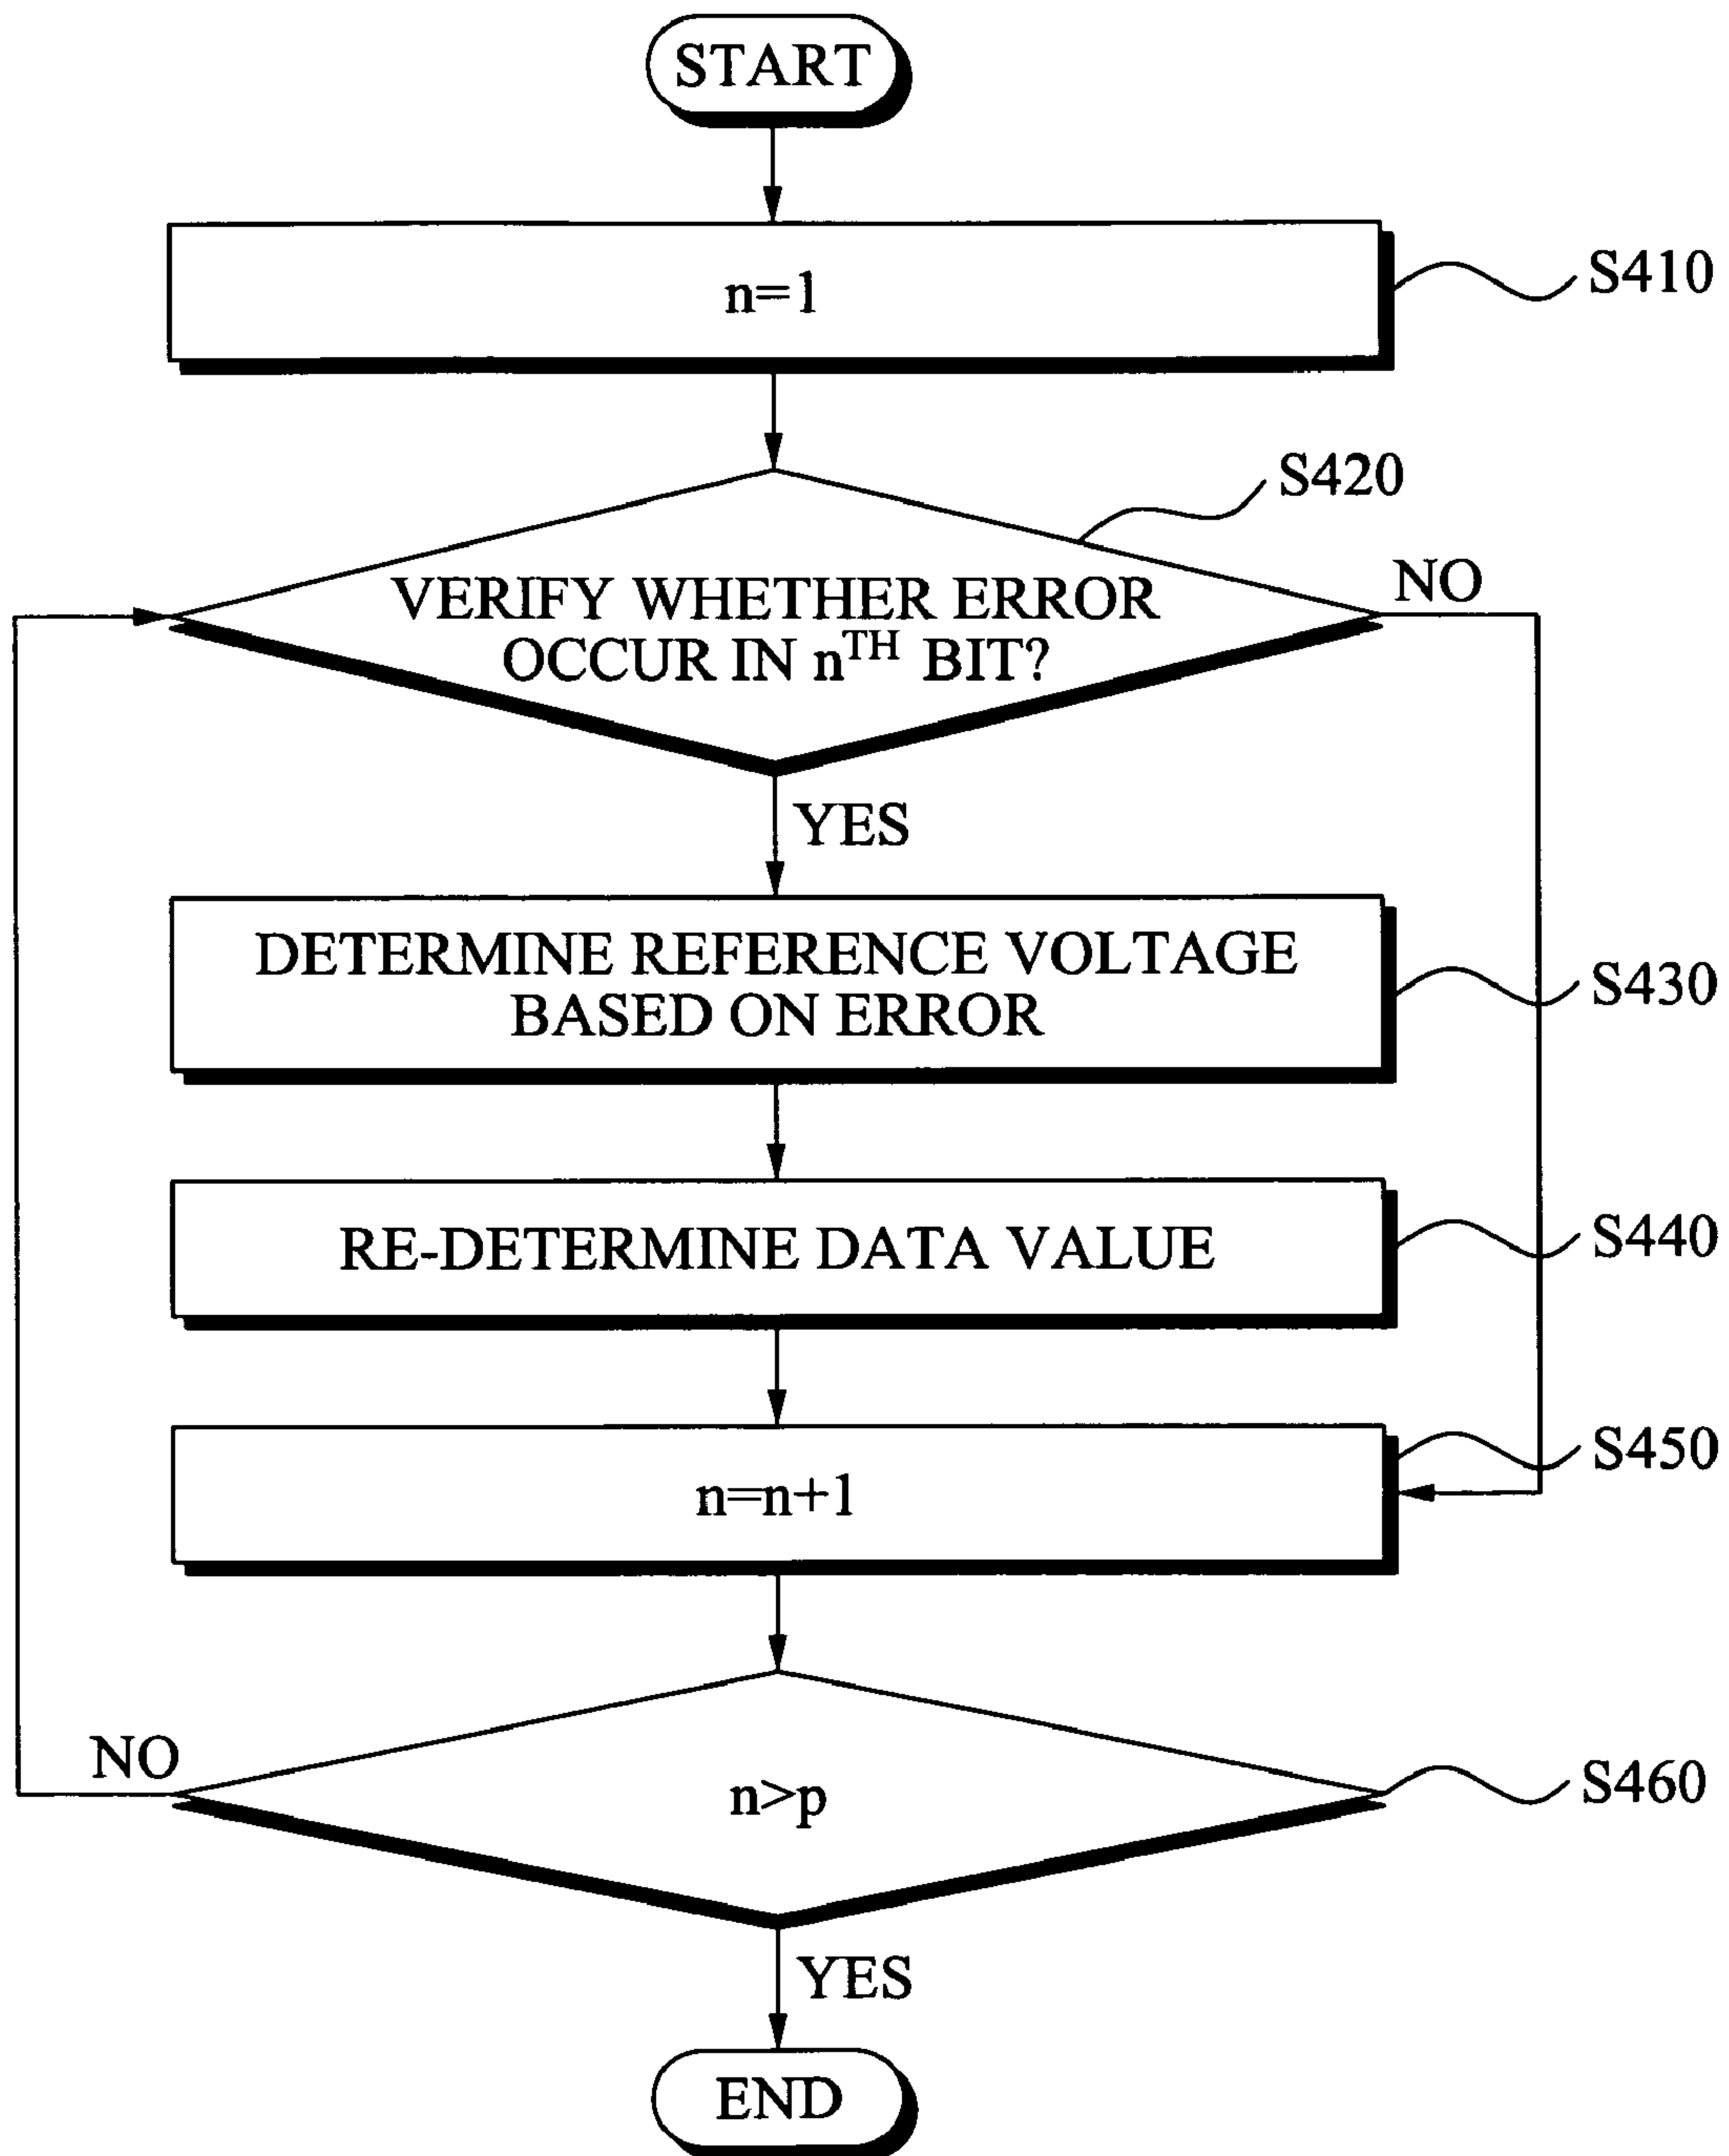 START
n=1
S410
S420
VERIFY WHETHER ERROR
OCCUR IN nTH BIT?
NO
YES
DETERMINE REFERENCE VOLTAGE
BASED ON ERROR
S430
RE-DETERMINE DATA VALUE
S440
n=n+1
S450
NO
n>p
S460
YES
END